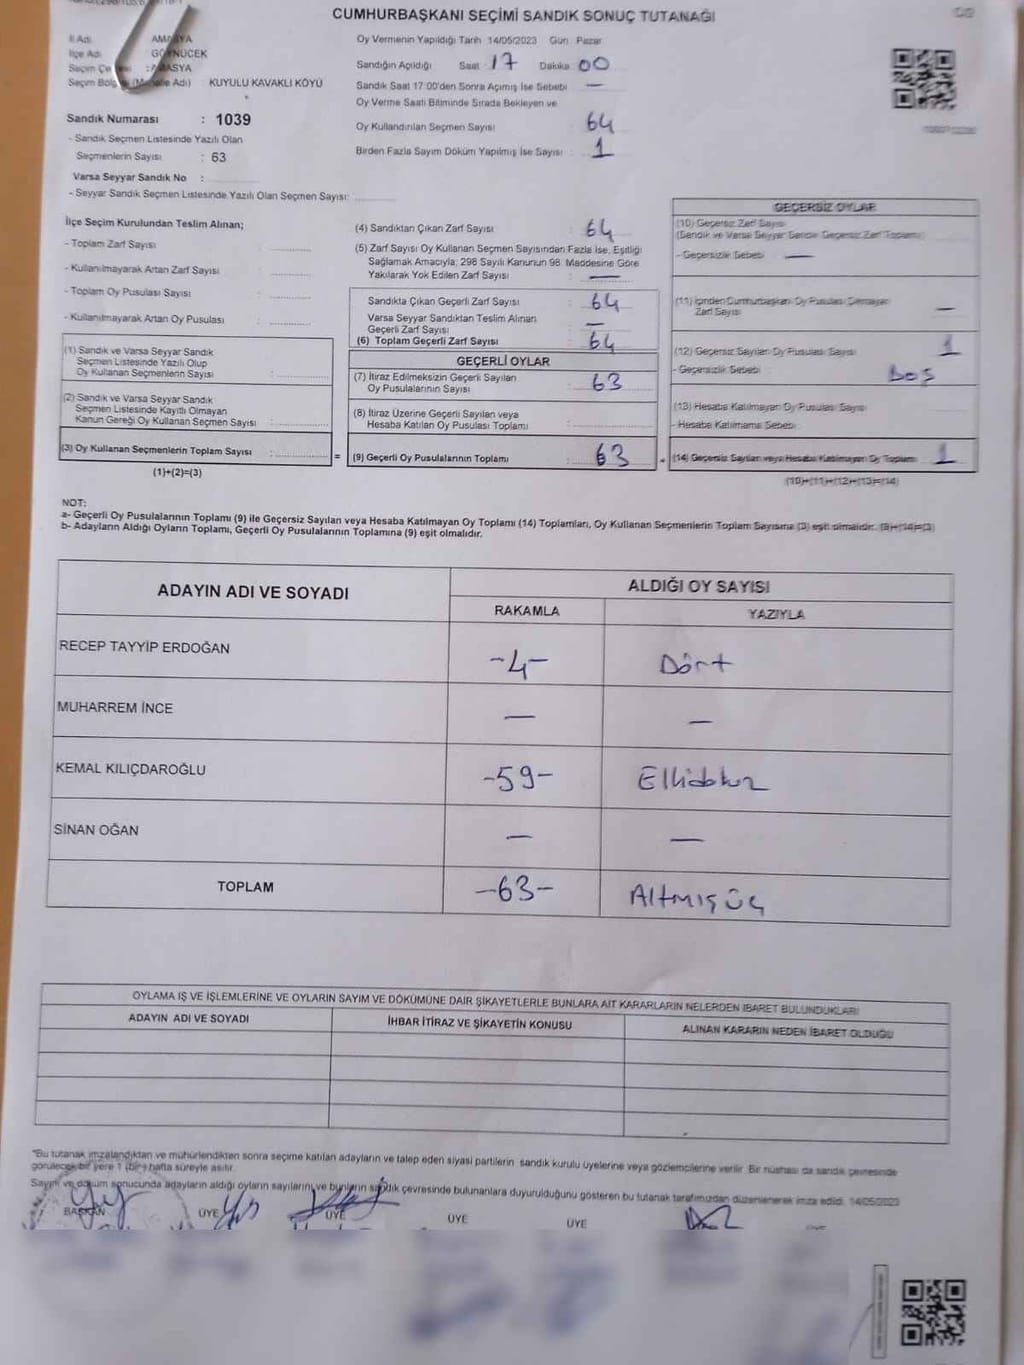 CUMHURBAŞKANI SEÇİMİ SANDIK SONUÇ TUTANAĞI
İl Adı : AMASYA
İlçe Adı : GÖYNÜCEK
Seçim Çe : AMASYA
Seçim Bölg (Mahalle Adı) : KUYULU KAVAKLI KÖYÜ
Sandık Numarası : 1039
- Sandık Seçmen Listesinde Yazılı Olan
Seçmenlerin Sayısı : 63
Varsa Seyyar Sandık No :
- Seyyar Sandık Seçmen Listesinde Yazılı Olan Seçmen Sayısı:
Oy Vermenin Yapıldığı Tarih 14/05/2023 Gün : Pazar
Sandığın Açıldığı Saat : 17 Dakika 00
Sandık Saat 17:00'den Sonra Açılmış İse Sebebi : —
Oy Verme Saati Bitiminde Sırada Bekleyen ve
Oy Kullandırılan Seçmen Sayısı : 64
Birden Fazla Sayım Döküm Yapılmış İse Sayısı : 1
İlçe Seçim Kurulundan Teslim Alınan;
- Toplam Zarf Sayısı :
- Kullanılmayarak Artan Zarf Sayısı :
- Toplam Oy Pusulası Sayısı :
- Kullanılmayarak Artan Oy Pusulası :
(1) Sandık ve Varsa Seyyar Sandık
Seçmen Listesinde Yazılı Olup
Oy Kullanan Seçmenlerin Sayısı :
(2) Sandık ve Varsa Seyyar Sandık
Seçmen Listesinde Kayıtlı Olmayan
Kanun Gereği Oy Kullanan Seçmen Sayısı :
(3) Oy Kullanan Seçmenlerin Toplam Sayısı :
(1)+(2)=(3)
(4) Sandıktan Çıkan Zarf Sayısı : 64
(5) Zarf Sayısı Oy Kullanan Seçmen Sayısından Fazla İse, Eşitliği
Sağlamak Amacıyla; 298 Sayılı Kanunun 98. Maddesine Göre
Yakılarak Yok Edilen Zarf Sayısı : —
Sandıkta Çıkan Geçerli Zarf Sayısı : 64
Varsa Seyyar Sandıktan Teslim Alınan
Geçerli Zarf Sayısı : —
(6) Toplam Geçerli Zarf Sayısı : 64
GEÇERLİ OYLAR
(7) İtiraz Edilmeksizin Geçerli Sayılan
Oy Pusulalarının Sayısı : 63
(8) İtiraz Üzerine Geçerli Sayılan veya
Hesaba Katılan Oy Pusulası Toplamı :
= (9) Geçerli Oy Pusulalarının Toplamı : 63
GEÇERSİZ OYLAR
(10) Geçersiz Zarf Sayısı
(Sandık ve Varsa Seyyar Sandık Geçersiz Zarf Toplamı)
- Geçersizlik Sebebi : —
(11) İçinden Cumhurbaşkanı Oy Pusulası Çıkmayan
Zarf Sayısı —
(12) Geçersiz Sayılan Oy Pusulası Sayısı 1
- Geçersizlik Sebebi : Boş
(13) Hesaba Katılmayan Oy Pusulası Sayısı
- Hesaba Katılmama Sebebi
+ (14) Geçersiz Sayılan veya Hesaba Katılmayan Oy Toplamı 1
(10)+(11)+(12)+(13)=(14)
NOT:
a- Geçerli Oy Pusulalarının Toplamı (9) ile Geçersiz Sayılan veya Hesaba Katılmayan Oy Toplamı (14) Toplamları, Oy Kullanan Seçmenlerin Toplam Sayısına (3) eşit olmalıdır. (9)+(14)=(3)
b- Adayların Aldığı Oyların Toplamı, Geçerli Oy Pusulalarının Toplamına (9) eşit olmalıdır.
ADAYIN ADI VE SOYADI
ALDIĞI OY SAYISI
RAKAMLA YAZIYLA
RECEP TAYYİP ERDOĞAN -4- Dört
MUHARREM İNCE — —
KEMAL KILIÇDAROĞLU -59- Ellidokuz
SİNAN OĞAN — —
TOPLAM -63- Altmışüç
OYLAMA İŞ VE İŞLEMLERİNE VE OYLARIN SAYIM VE DÖKÜMÜNE DAİR ŞİKAYETLERLE BUNLARA AİT KARARLARIN NELERDEN İBARET BULUNDUKLARI
ADAYIN ADI VE SOYADI İHBAR İTİRAZ VE ŞİKAYETİN KONUSU ALINAN KARARIN NEDEN İBARET OLDUĞU
"Bu tutanak imzalandıktan ve mühürlendikten sonra seçime katılan adayların ve talep eden siyasi partilerin sandık kurulu üyelerine veya gözlemcilerine verilir. Bir nüshası da sandık çevresinde
görülecek bir yere 1 (bir) hafta süreyle asılır.
Sayım ve döküm sonucunda adayların aldığı oyların sayılarını ve bunların sandık çevresinde bulunanlara duyurulduğunu gösteren bu tutanak tarafımızdan düzenlenerek imza edildi. 14/05/2023
BAŞKAN ÜYE ÜYE ÜYE ÜYE